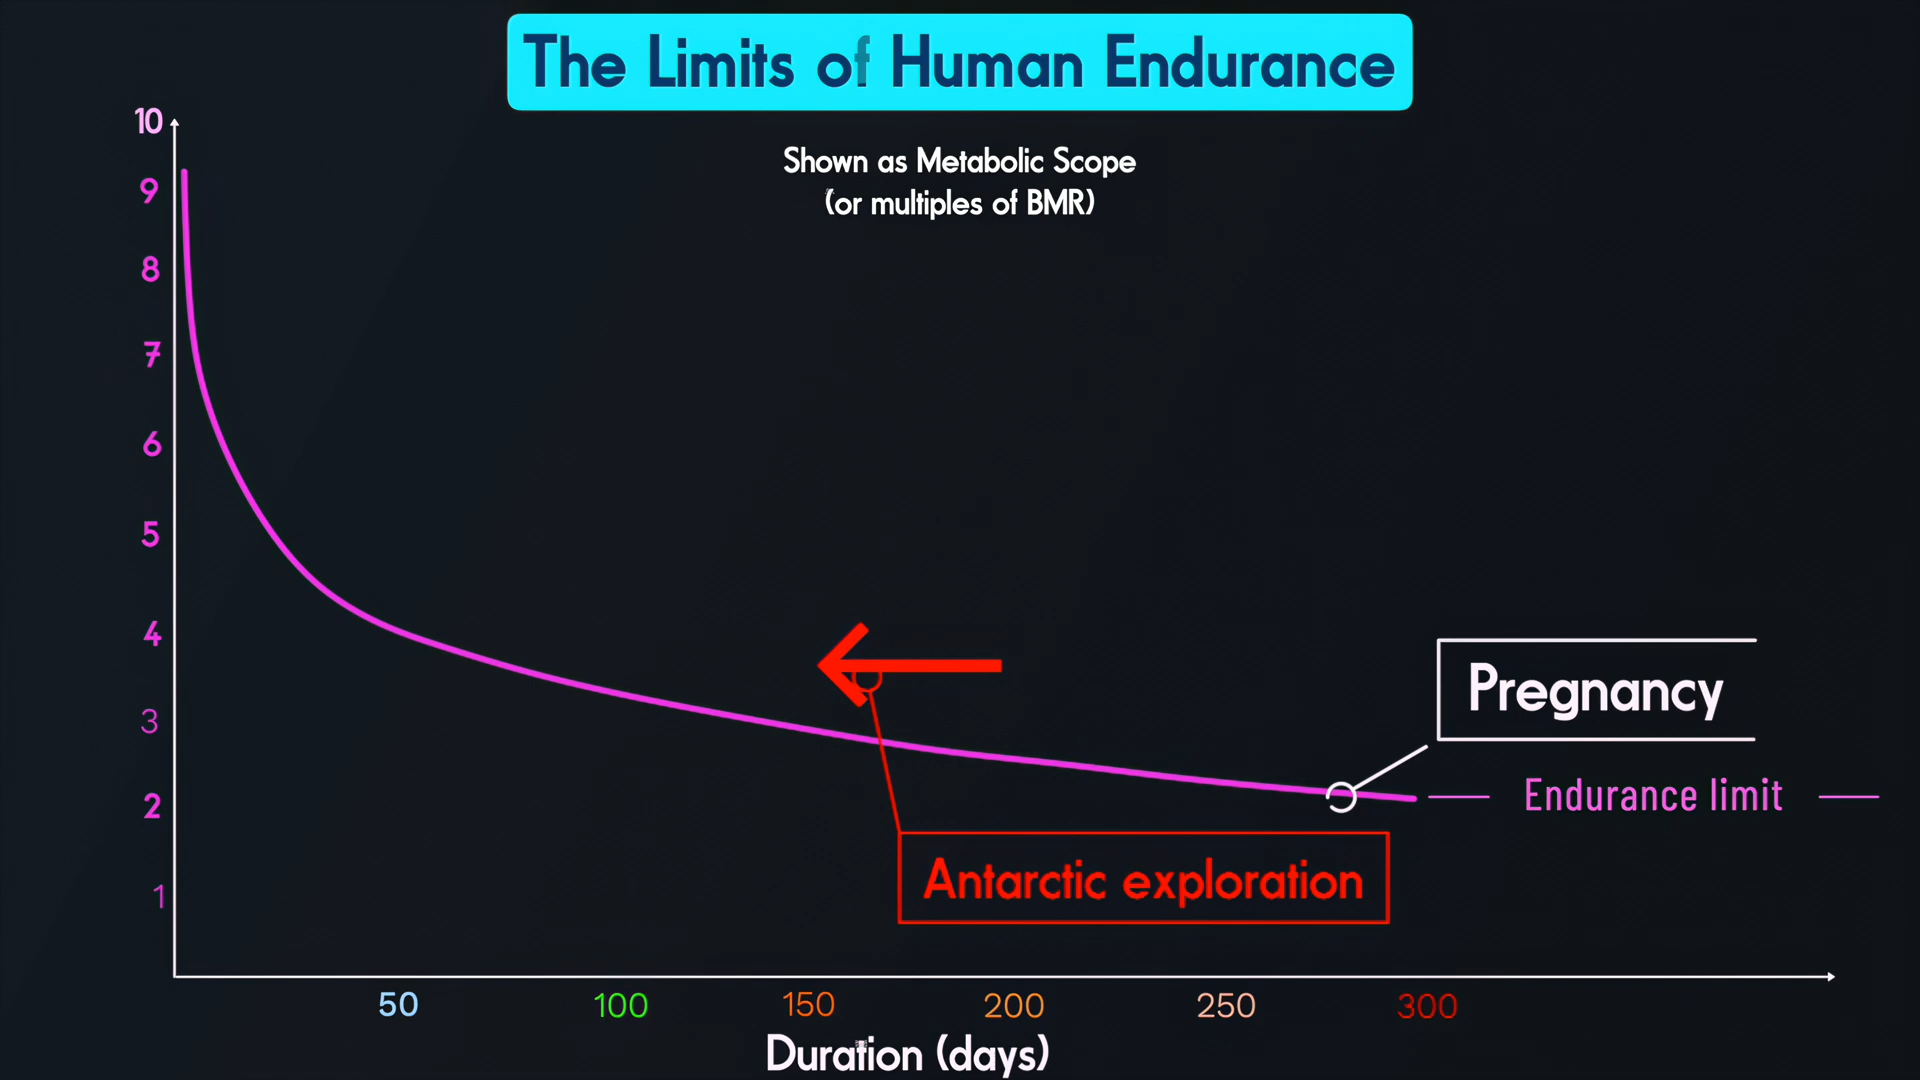 The Limits of Human Endurance
Shown as Metabolic Scope
(or multiples of BMR)
10
9
8
7
6
5
4
3
2
1
Pregnancy
Endurance limit
Antarctic exploration
50 100 150 200 250 300
Duration (days)